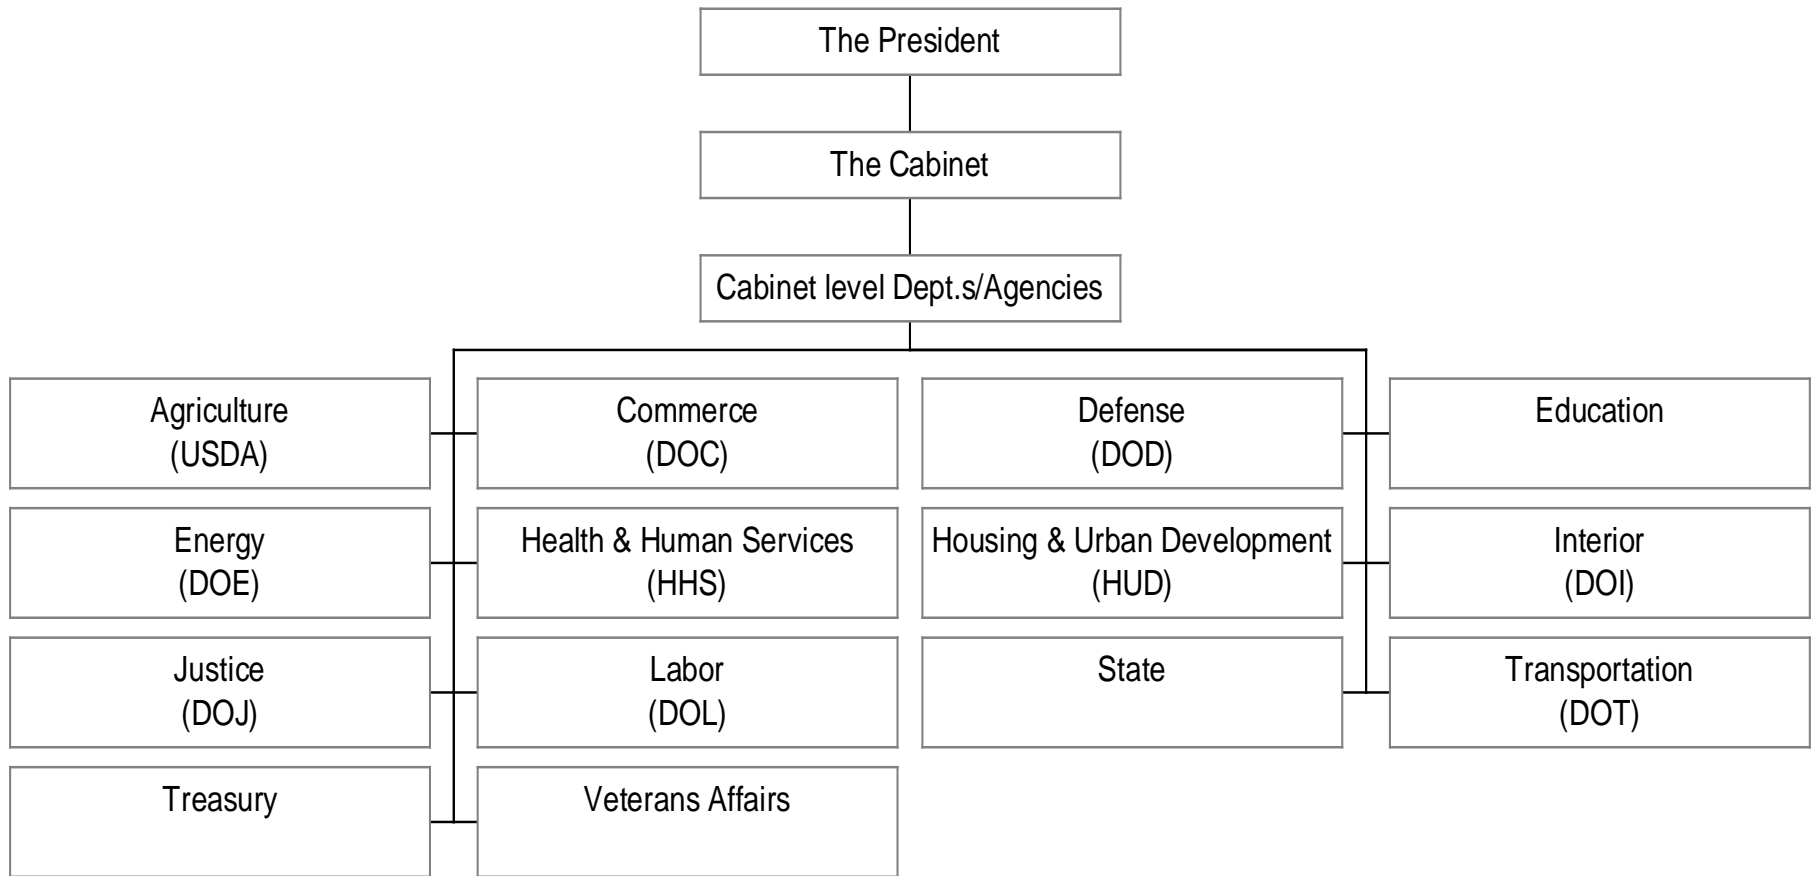 The President
The Cabinet
Cabinet level Dept.s/Agencies
Agriculture
(USDA)
Commerce
(DOC)
Defense
(DOD)
Education
Energy
(DOE)
Health & Human Services
(HHS)
Housing & Urban Development
(HUD)
Interior
(DOI)
Justice
(DOJ)
Labor
(DOL)
State
Transportation
(DOT)
Treasury
Veterans Affairs